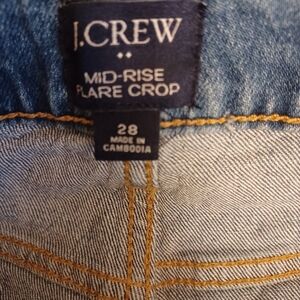 J.CREW
MID-RISE
FLARE CROP
28
MADE IN
CAMBODIA